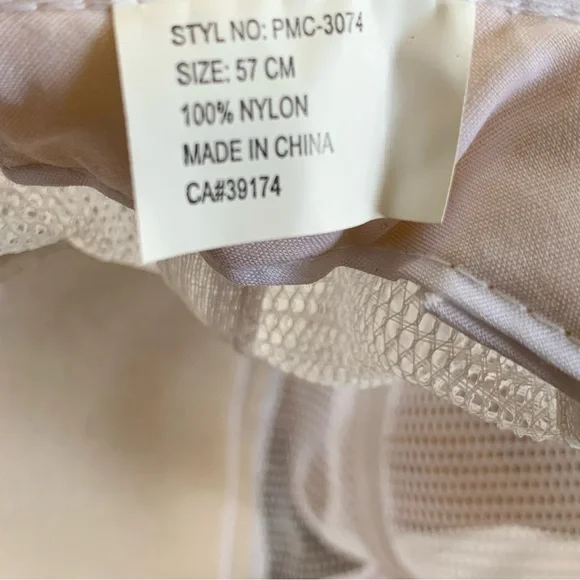 STYL NO: PMC-3074
SIZE: 57 CM
100% NYLON
MADE IN CHINA
CA#39174